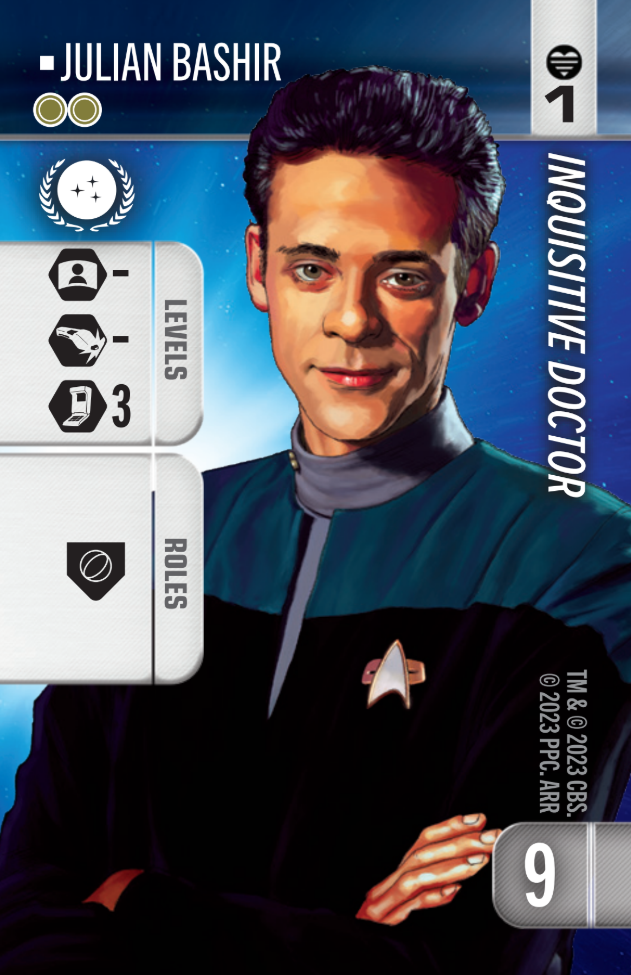 JULIAN BASHIR
1
INQUISITIVE DOCTOR
-
-
3
LEVELS
ROLES
TM & © 2023 CBS.
© 2023 PPC. ARR
9